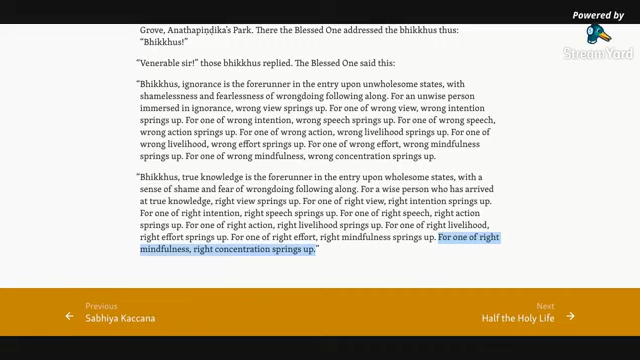 Powered by
StreamYard
Grove, Anathapiṇḍika's Park. There the Blessed One addressed the bhikkhus thus:
“Bhikkhus!”
“Venerable sir!” those bhikkhus replied. The Blessed One said this:
“Bhikkhus, ignorance is the forerunner in the entry upon unwholesome states, with
shamelessness and fearlessness of wrongdoing following along. For an unwise person
immersed in ignorance, wrong view springs up. For one of wrong view, wrong intention
springs up. For one of wrong intention, wrong speech springs up. For one of wrong speech,
wrong action springs up. For one of wrong action, wrong livelihood springs up. For one of
wrong livelihood, wrong effort springs up. For one of wrong effort, wrong mindfulness
springs up. For one of wrong mindfulness, wrong concentration springs up.
“Bhikkhus, true knowledge is the forerunner in the entry upon wholesome states, with a
sense of shame and fear of wrongdoing following along. For a wise person who has arrived
at true knowledge, right view springs up. For one of right view, right intention springs up.
For one of right intention, right speech springs up. For one of right speech, right action
springs up. For one of right action, right livelihood springs up. For one of right livelihood,
right effort springs up. For one of right effort, right mindfulness springs up. For one of right
mindfulness, right concentration springs up.”
Previous
Sabhiya Kaccana
Next
Half the Holy Life